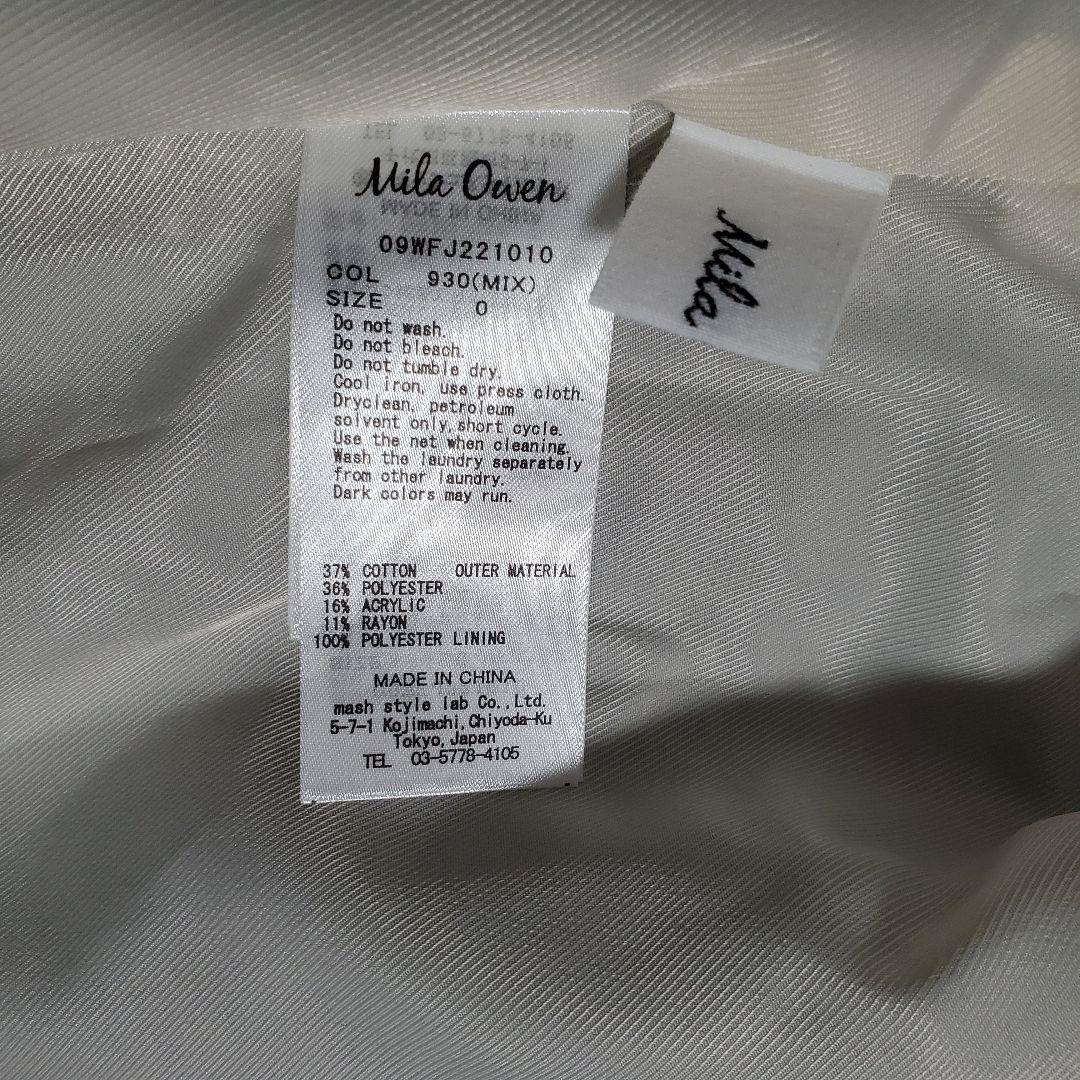 Mila Owen
09WFJ221010
COL 930(MIX)
SIZE 0
Do not wash.
Do not bleach.
Do not tumble dry.
Cool iron, use press cloth.
Dryclean, petroleum
solvent only, short cycle.
Use the net when cleaning.
Wash the laundry separately
from other laundry.
Dark colors may run.
37% COTTON OUTER MATERIAL
36% POLYESTER
16% ACRYLIC
11% RAYON
100% POLYESTER LINING
MADE IN CHINA
mash style lab Co.,Ltd.
5-7-1 Kojimachi, Chiyoda-Ku
Tokyo, Japan
TEL 03-5778-4105
Mila